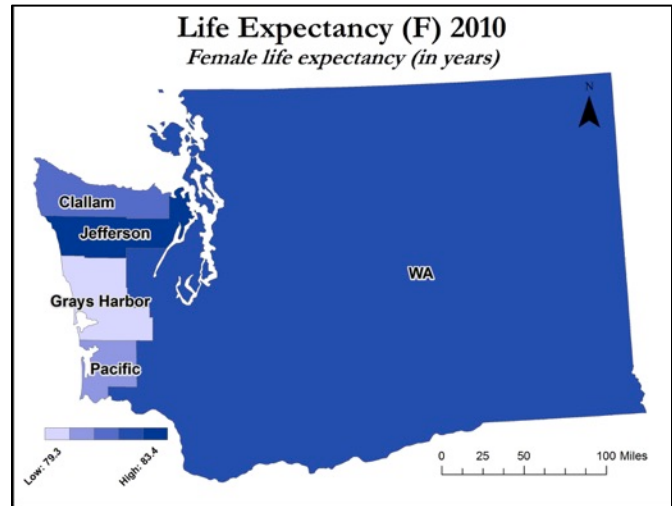 Life Expectancy (F) 2010
Female life expectancy (in years)
N
Clallam
Jefferson
WA
Grays Harbor
Pacific
Low: 79.3
High: 83.4
0 25 50 100 Miles